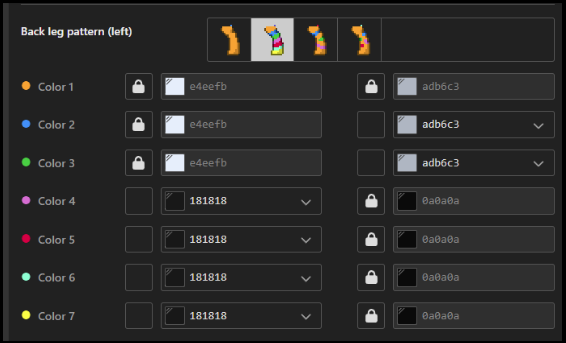 Back leg pattern (left)
Color 1 e4eefb adb6c3
Color 2 e4eefb adb6c3
Color 3 e4eefb adb6c3
Color 4 181818 0a0a0a
Color 5 181818 0a0a0a
Color 6 181818 0a0a0a
Color 7 181818 0a0a0a